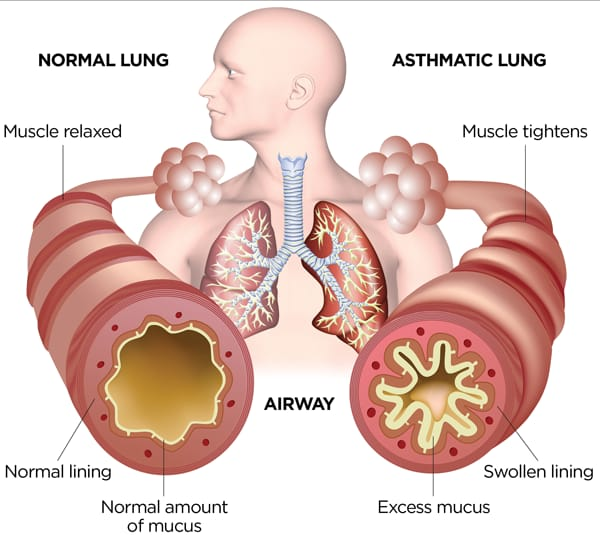 NORMAL LUNG
ASTHMATIC LUNG
Muscle relaxed
Muscle tightens
AIRWAY
Normal lining
Swollen lining
Normal amount
of mucus
Excess mucus